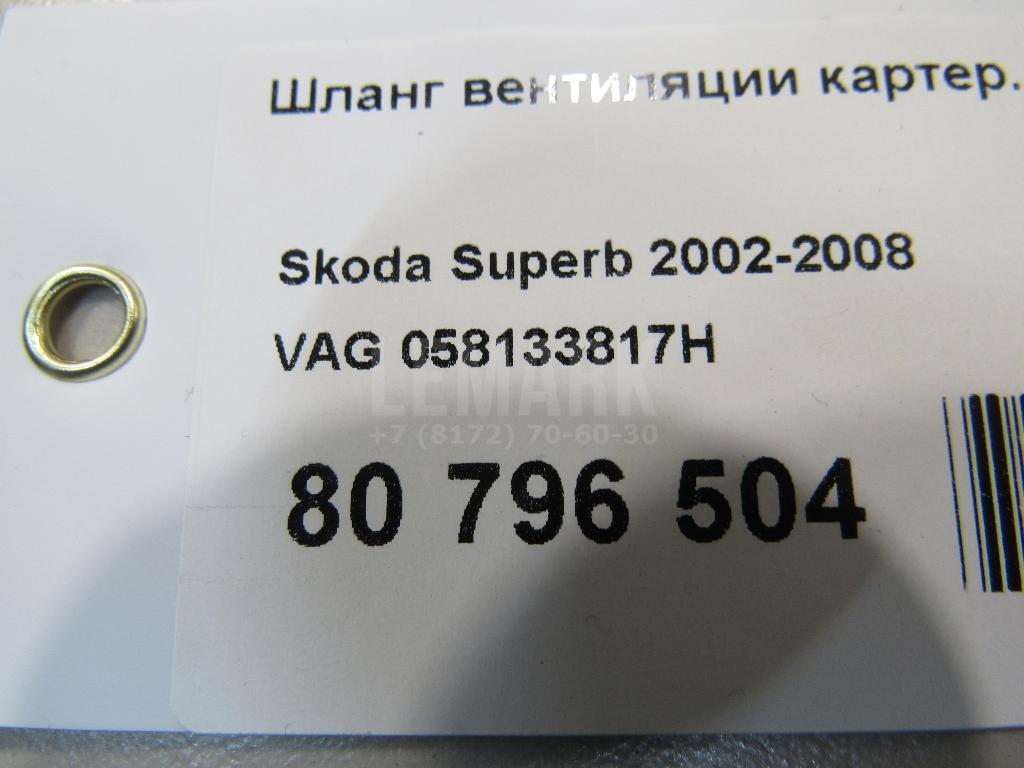 Шланг вентиляции картер.
Skoda Superb 2002-2008
VAG 058133817H
LEMARK
+7 (8172) 70-60-30
80 796 504